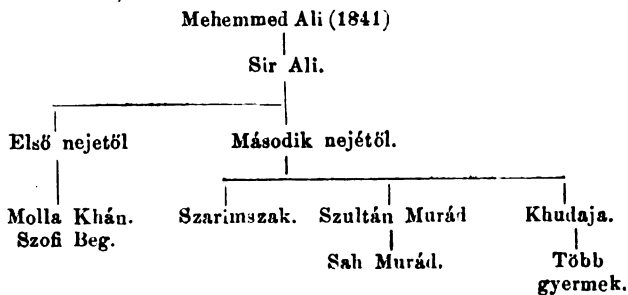 Mehemmed Ali (1841)
Sir Ali.
Első nejetől Második nejétől.
Molla Khán. Szarimszak. Szultán Murád Khudaja.
Szofi Beg. Sah Murád. Több
gyermek.